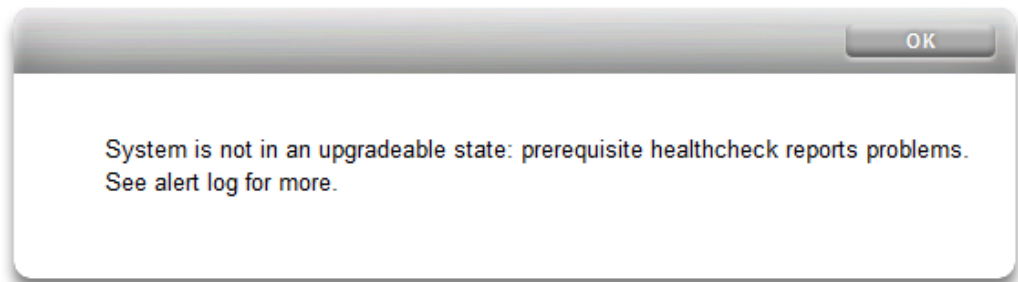 OK
System is not in an upgradeable state: prerequisite healthcheck reports problems.
See alert log for more.